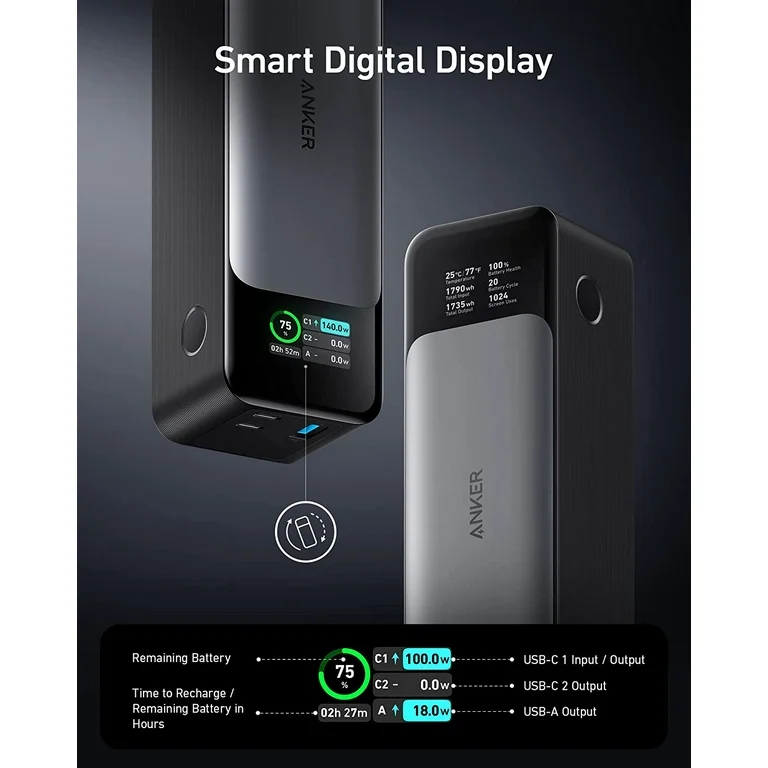 Smart Digital Display
ANKER
75
%
02h 52m
C1 ↑ 140.0w
C2 – 0.0w
A – 0.0w
25°C/77°F
Temperature
1790wh
Total Input
1735wh
Total Output
100%
Battery Health
20
Battery Cycle
1024
Screen Uses
ANKER
Remaining Battery
Time to Recharge /
Remaining Battery in
Hours
75
%
02h 27m
C1 ↑ 100.0w
C2 – 0.0w
A ↑ 18.0w
USB-C 1 Input / Output
USB-C 2 Output
USB-A Output